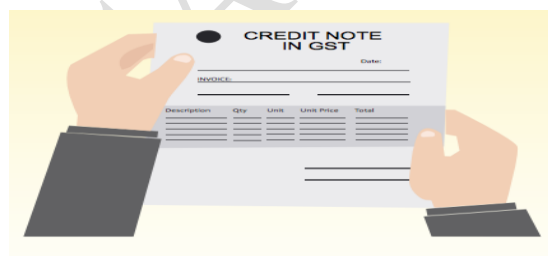 CREDIT NOTE
IN GST
Date:
INVOICE:
Description Qty Unit Unit Price Total